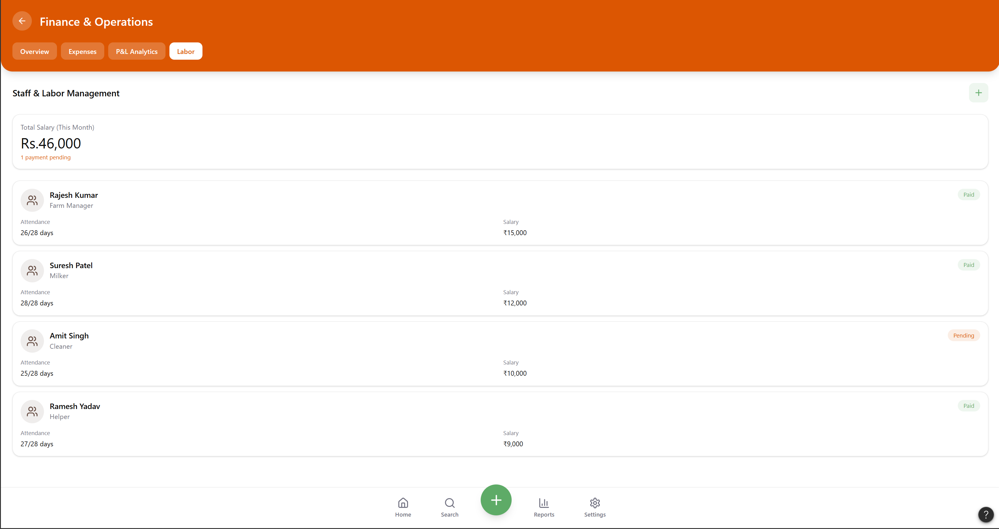 Finance & Operations
Overview Expenses P&L Analytics Labor
Staff & Labor Management
Total Salary (This Month)
Rs.46,000
1 payment pending
Rajesh Kumar Paid
Farm Manager
Attendance Salary
26/28 days ₹15,000
Suresh Patel Paid
Milker
Attendance Salary
28/28 days ₹12,000
Amit Singh Pending
Cleaner
Attendance Salary
25/28 days ₹10,000
Ramesh Yadav Paid
Helper
Attendance Salary
27/28 days ₹9,000
Home Search Reports Settings
?